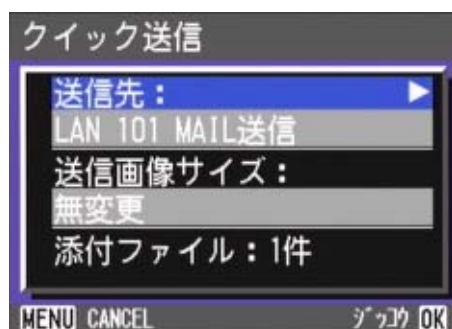 クイック送信
送信先：
LAN 101 MAIL送信
送信画像サイズ：
無変更
添付ファイル：1件
MENU CANCEL ｼﾞｯｺｳ OK